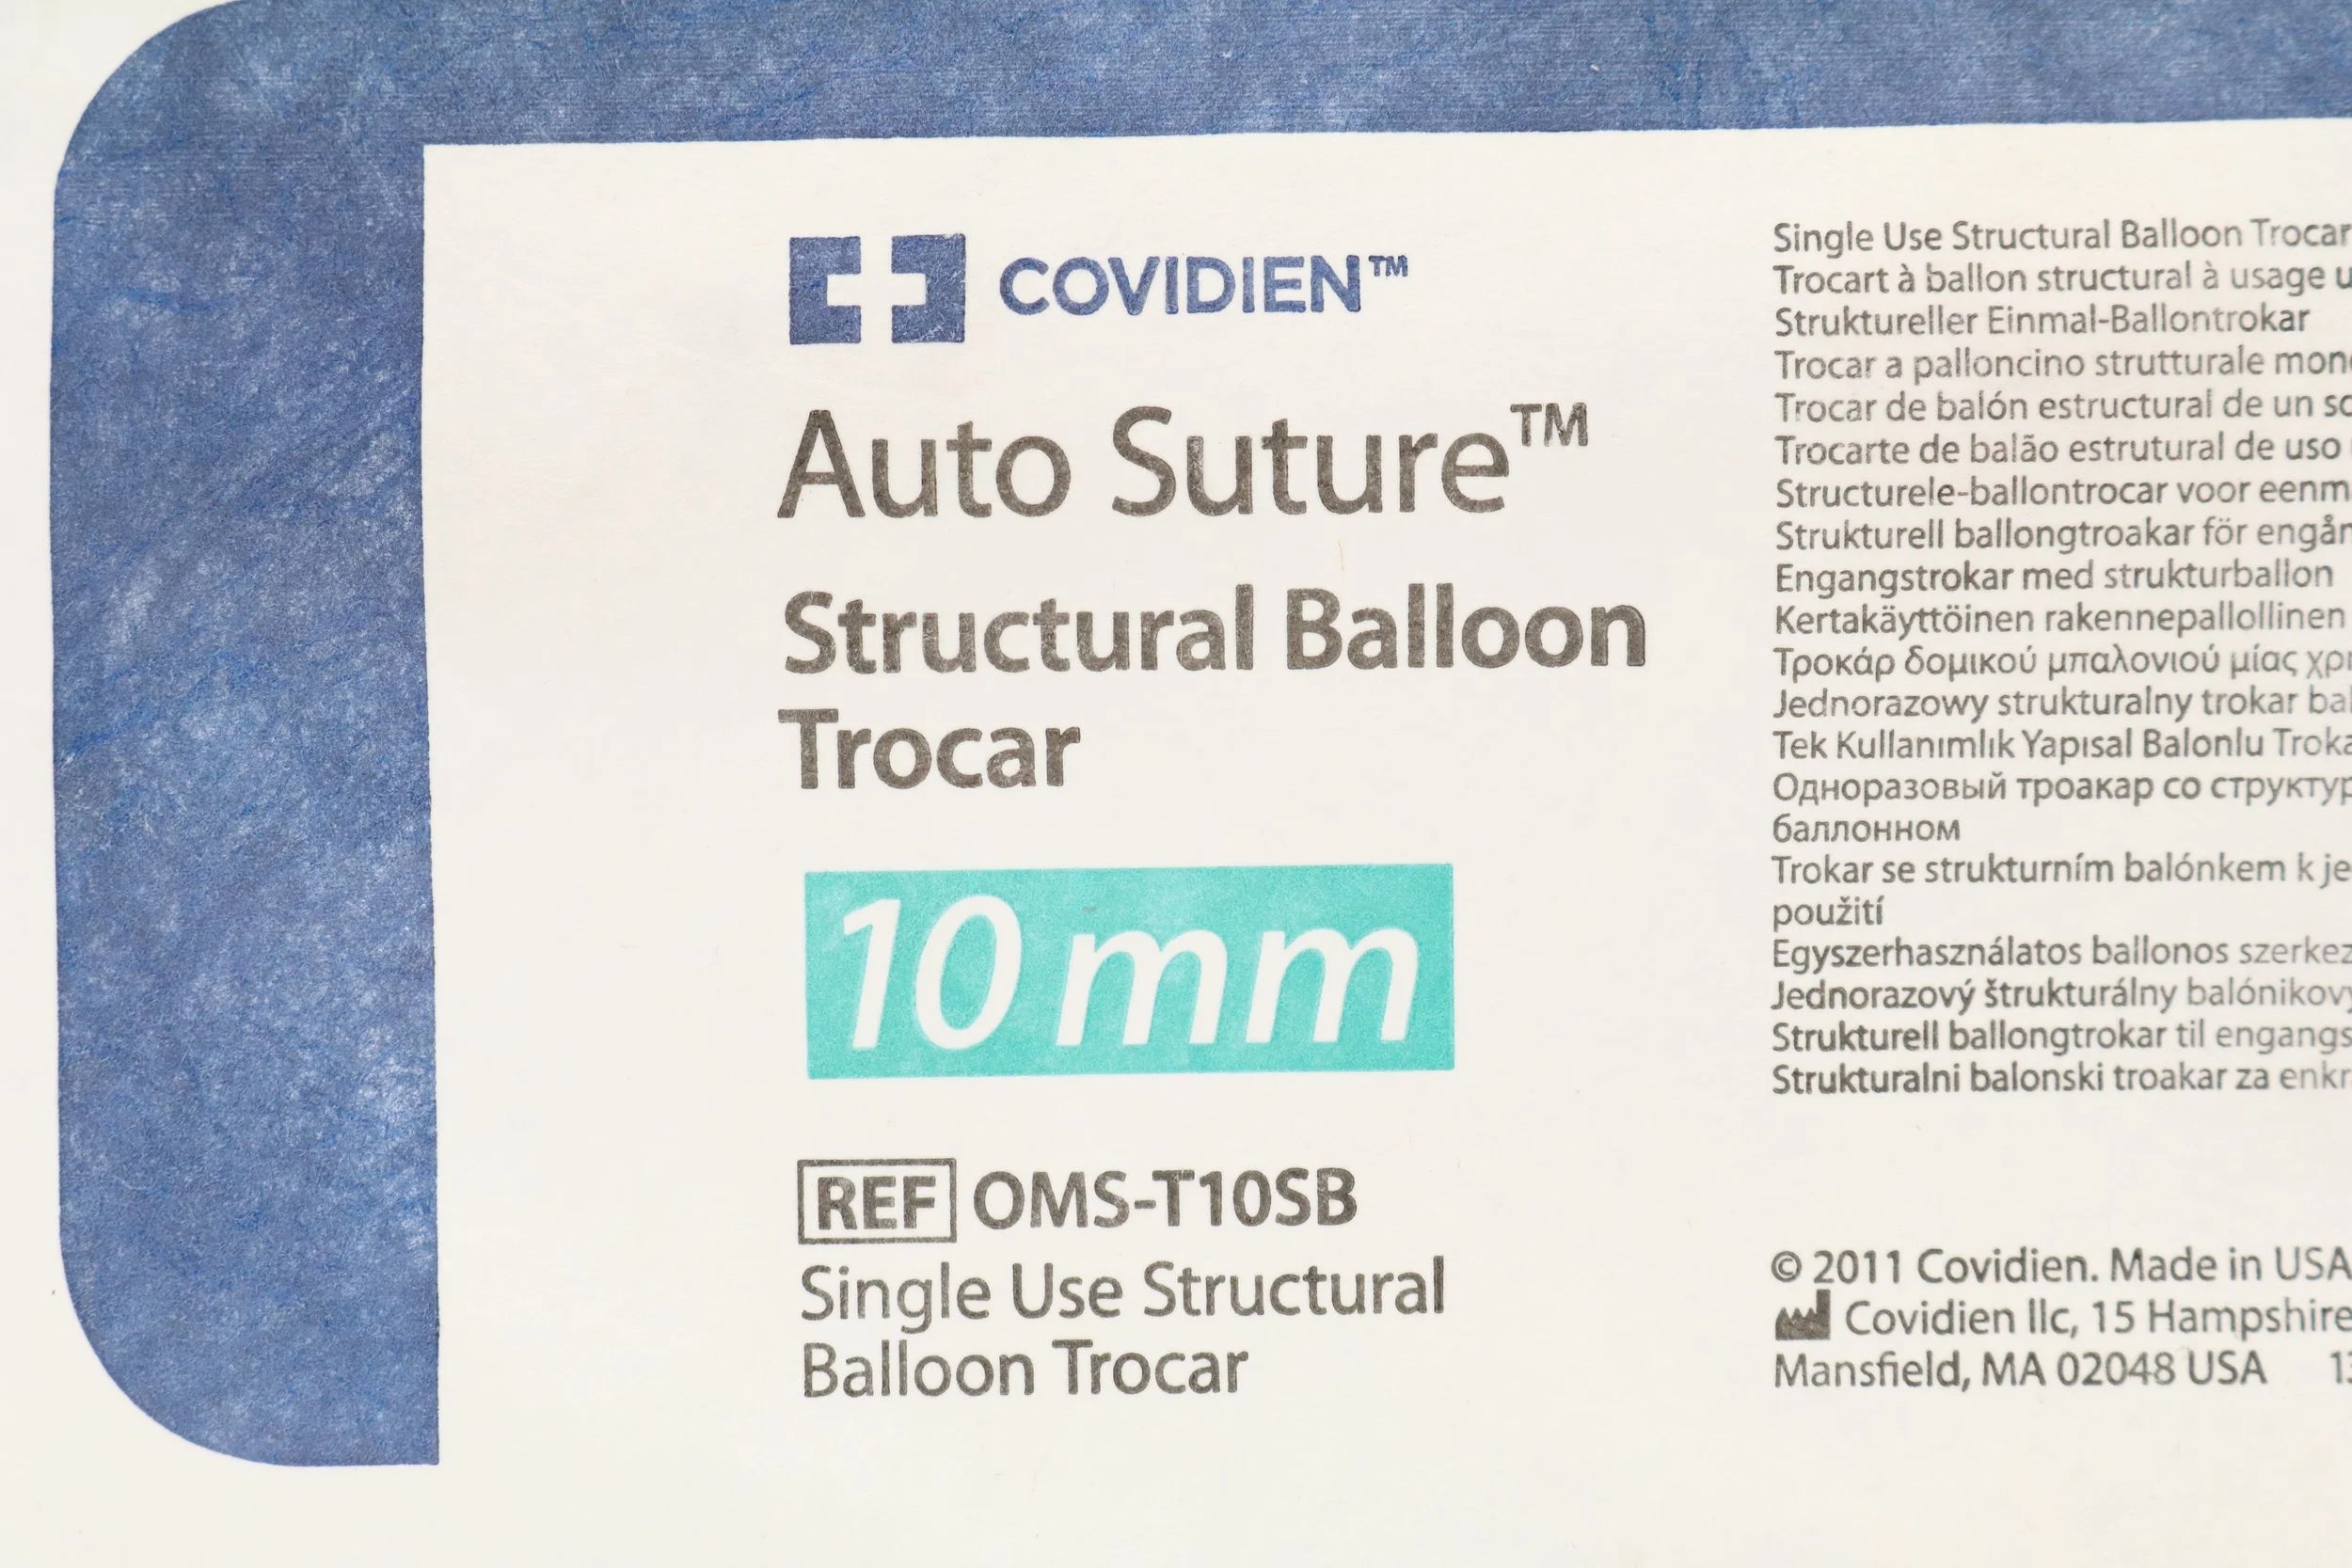 COVIDIEN™
Auto Suture™
Structural Balloon
Trocar
10 mm
REF OMS-T10SB
Single Use Structural
Balloon Trocar
Single Use Structural Balloon Trocar
Trocart à ballon structural à usage
Struktureller Einmal-Ballontrokar
Trocar a palloncino strutturale
Trocar de balón estructural de un
Trocarte de balão estrutural de uso
Structurele-ballontrocar voor
Strukturell ballongtroakar för
Engangstrokar med strukturballon
Kertakäyttöinen rakennepallollinen
Τροκάρ δομικού μπαλονιού μίας
Jednorazowy strukturalny trokar
Tek Kullanımlık Yapısal Balonlu
Одноразовый троакар со
баллонном
Trokar se strukturním balónkem k
použití
Egyszerhasználatos ballonos
Jednorazový štrukturálny
Strukturell ballongtrokar til
Strukturalni balonski troakar za
© 2011 Covidien. Made in USA
Covidien llc, 15 Hampshire
Mansfield, MA 02048 USA